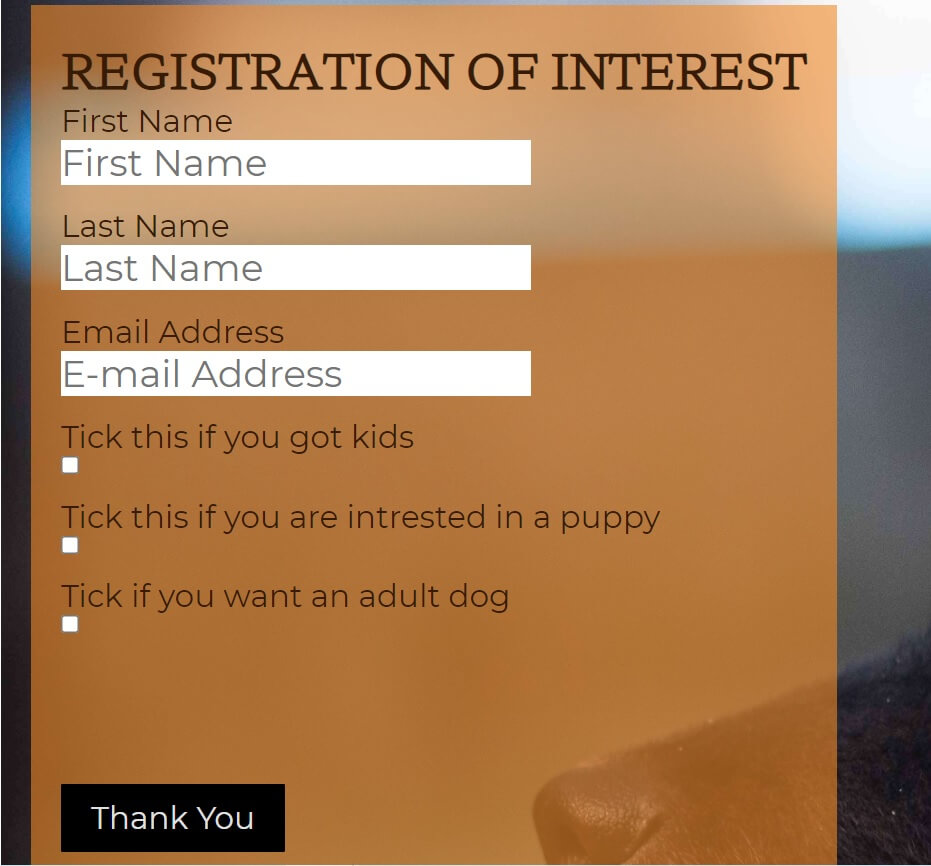 REGISTRATION OF INTEREST
First Name
First Name
Last Name
Last Name
Email Address
E-mail Address
Tick this if you got kids
Tick this if you are intrested in a puppy
Tick if you want an adult dog
Thank You